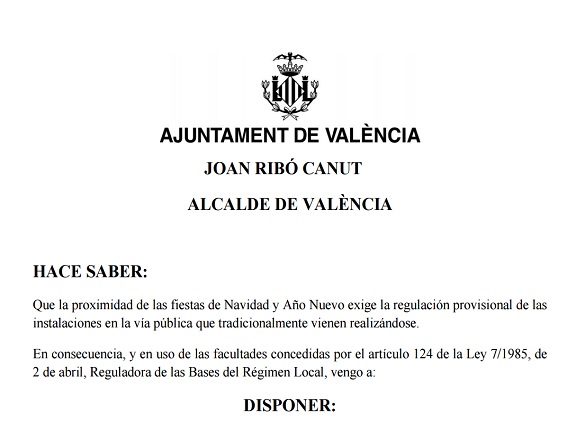 AJUNTAMENT DE VALÈNCIA
JOAN RIBÓ CANUT
ALCALDE DE VALÈNCIA
HACE SABER:
Que la proximidad de las fiestas de Navidad y Año Nuevo exige la regulación provisional de las
instalaciones en la vía pública que tradicionalmente vienen realizándose.
En consecuencia, y en uso de las facultades concedidas por el artículo 124 de la Ley 7/1985, de
2 de abril, Reguladora de las Bases del Régimen Local, vengo a:
DISPONER: